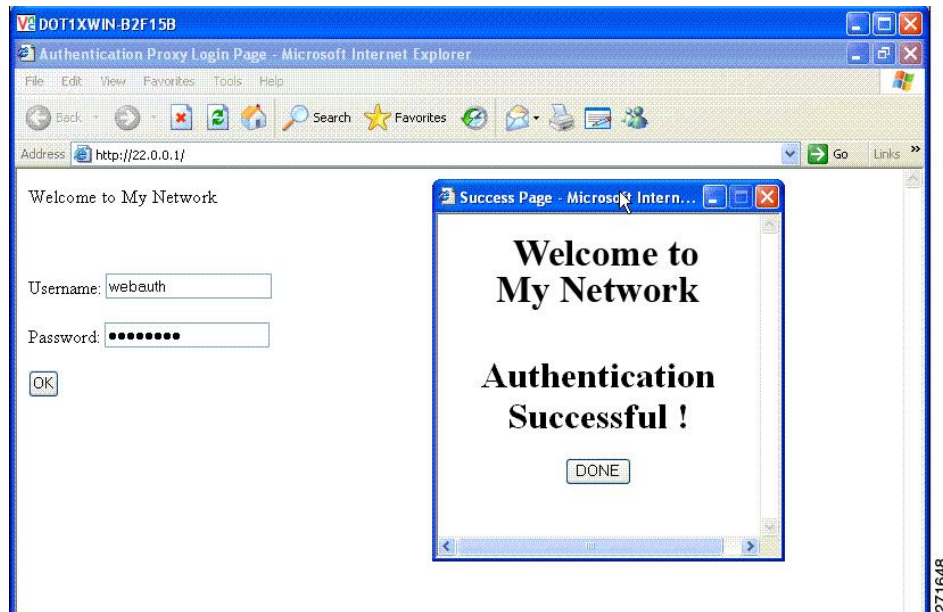 DOT1XWIN-B2F15B
Authentication Proxy Login Page - Microsoft Internet Explorer
File Edit View Favorites Tools Help
Back Search Favorites
Address http://22.0.0.1/ Go Links »
Welcome to My Network
Username: webauth
Password: ●●●●●●●●
OK
Success Page - Microsoft Intern...
Welcome to
My Network
Authentication
Successful !
DONE
271648